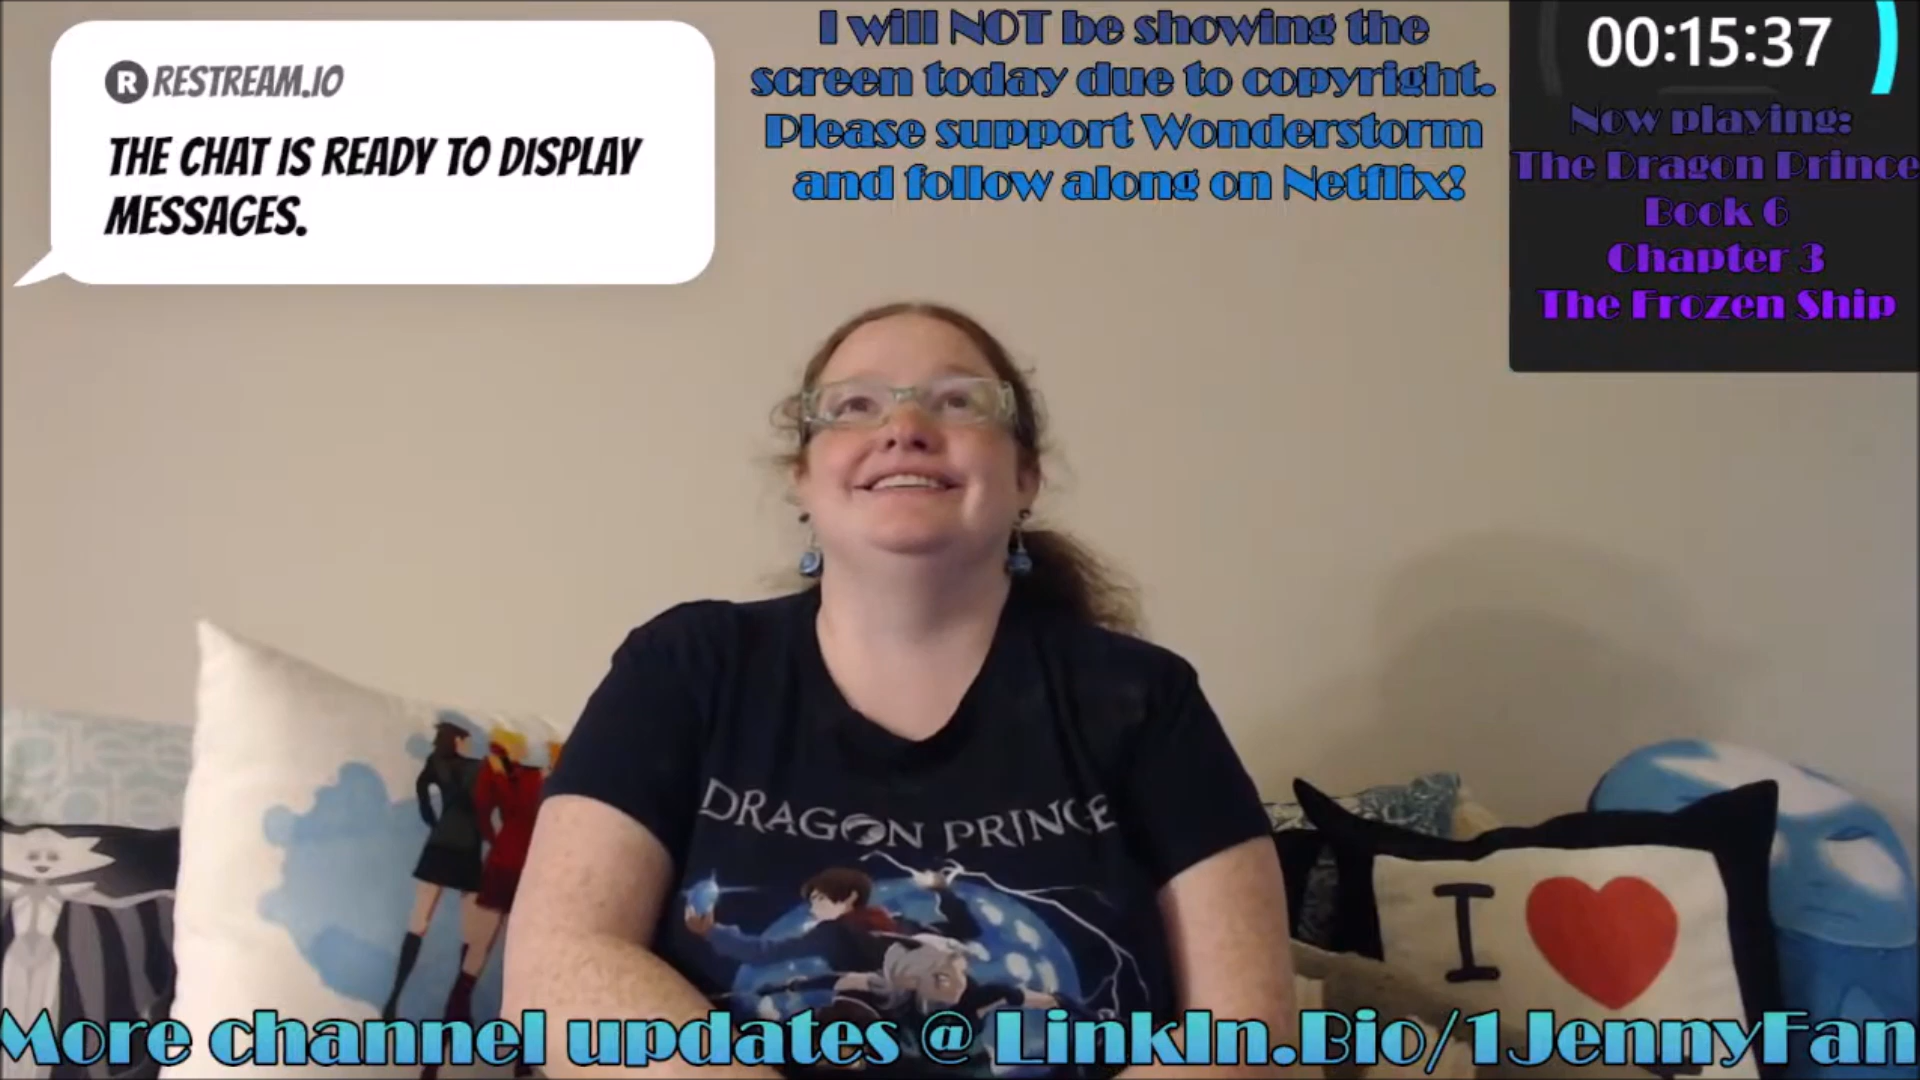 RESTREAM.IO
THE CHAT IS READY TO DISPLAY
MESSAGES.
I will NOT be showing the
screen today due to copyright.
Please support Wonderstorm
and follow along on Netflix!
00:15:37
Now playing:
The Dragon Prince
Book 6
Chapter 3
The Frozen Ship
DRAGON PRINCE
I
More channel updates @ LinkIn.Bio/1JennyFan